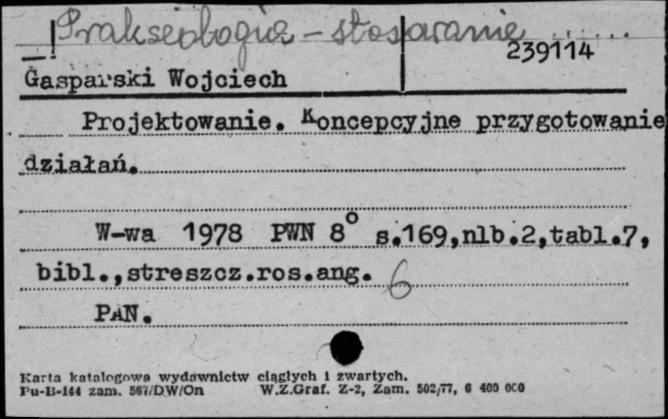 Prakseologia - stosowanie
239114
Gasparski Wojciech
Projektowanie. Koncepcyjne przygotowanie
działań.
W-wa 1978 PWN 8° s.169,nlb.2,tabl.7,
bibl.,streszcz.ros.ang. 6
PAN.
Karta katalogowa wydawnictw ciągłych i zwartych.
Pu-B-144 zam. 567/DW/On W.Z.Graf. Z-2, Zam. 502/77, 6 400 000